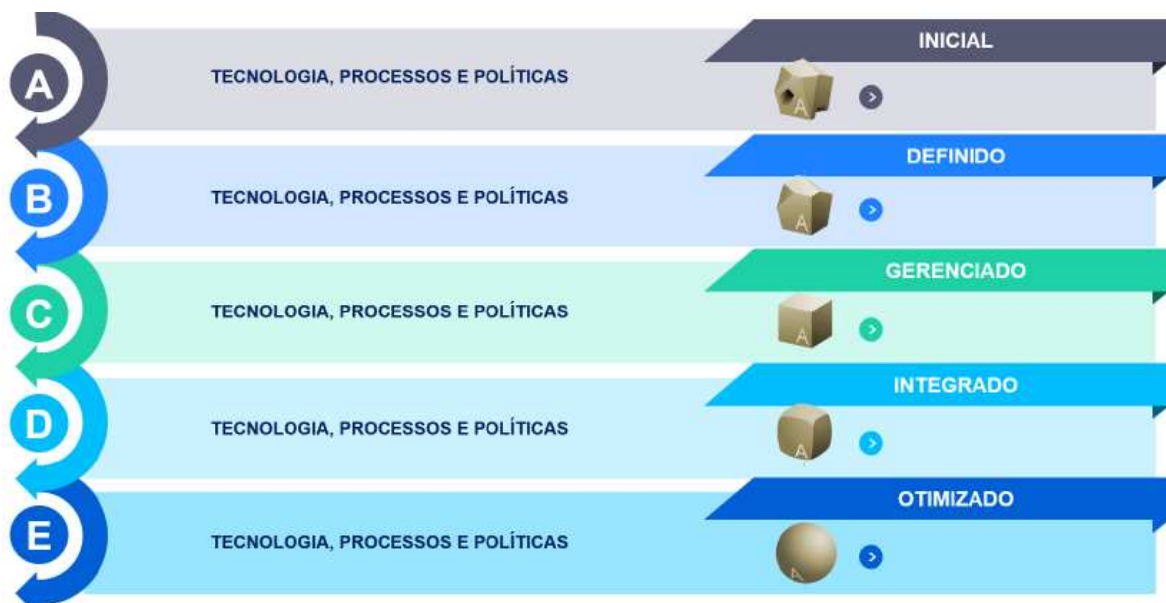 INICIAL
A
TECNOLOGIA, PROCESSOS E POLÍTICAS
A
DEFINIDO
B
TECNOLOGIA, PROCESSOS E POLÍTICAS
A
GERENCIADO
C
TECNOLOGIA, PROCESSOS E POLÍTICAS
A
INTEGRADO
D
TECNOLOGIA, PROCESSOS E POLÍTICAS
A
OTIMIZADO
E
TECNOLOGIA, PROCESSOS E POLÍTICAS
A